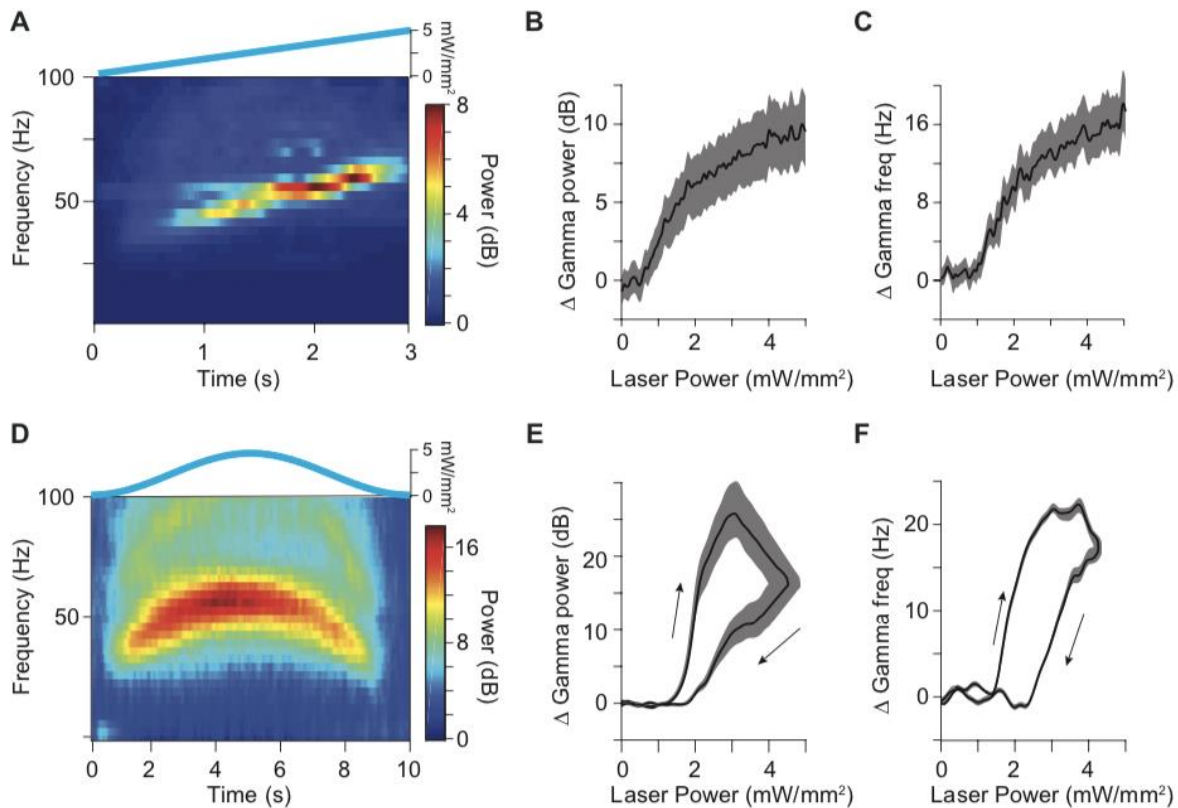 A
5
mW/mm²
0
100
50
Frequency (Hz)
0
1
2
3
Time (s)
8
4
0
Power (dB)
B
10
5
0
Δ Gamma power (dB)
0
2
4
Laser Power (mW/mm²)
C
16
8
0
Δ Gamma freq (Hz)
0
2
4
Laser Power (mW/mm²)
D
5
mW/mm²
0
100
50
Frequency (Hz)
0
2
4
6
8
10
Time (s)
16
8
0
Power (dB)
E
20
10
0
Δ Gamma power (dB)
0
2
4
Laser Power (mW/mm²)
F
20
10
0
Δ Gamma freq (Hz)
0
2
4
Laser Power (mW/mm²)